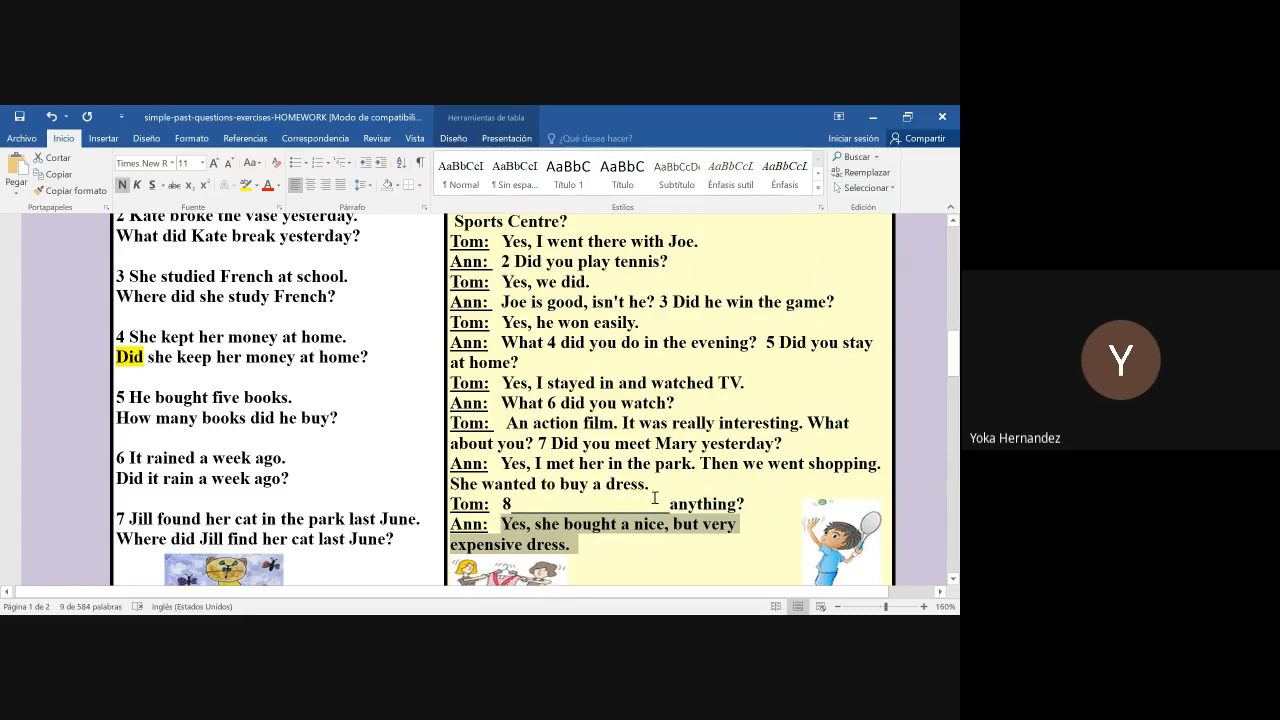 simple-past-questions-exercises-HOMEWORK [Modo de compatibili...
Herramientas de tabla
Archivo Inicio Insertar Diseño Formato Referencias Correspondencia Revisar Vista Diseño Presentación ¿Qué desea hacer? Iniciar sesión Compartir
Pegar
Cortar
Copiar
Copiar formato
Portapapeles
Times New R 11
N K S abc x₂ x²
Fuente
Párrafo
AaBbCcI AaBbCcI AaBbC AaBbC AaBbCcD AaBbCcI AaBbCcI
¶ Normal ¶ Sin espa... Título 1 Título Subtítulo Énfasis sutil Énfasis
Estilos
Buscar
Reemplazar
Seleccionar
Edición
2 Kate broke the vase yesterday.
What did Kate break yesterday?
3 She studied French at school.
Where did she study French?
4 She kept her money at home.
Did she keep her money at home?
5 He bought five books.
How many books did he buy?
6 It rained a week ago.
Did it rain a week ago?
7 Jill found her cat in the park last June.
Where did Jill find her cat last June?
Sports Centre?
Tom: Yes, I went there with Joe.
Ann: 2 Did you play tennis?
Tom: Yes, we did.
Ann: Joe is good, isn't he? 3 Did he win the game?
Tom: Yes, he won easily.
Ann: What 4 did you do in the evening? 5 Did you stay
at home?
Tom: Yes, I stayed in and watched TV.
Ann: What 6 did you watch?
Tom: An action film. It was really interesting. What
about you? 7 Did you meet Mary yesterday?
Ann: Yes, I met her in the park. Then we went shopping.
She wanted to buy a dress.
Tom: 8__________________ anything?
Ann: Yes, she bought a nice, but very
expensive dress.
Página 1 de 2 9 de 584 palabras Inglés (Estados Unidos) 160%
Y
Yoka Hernandez